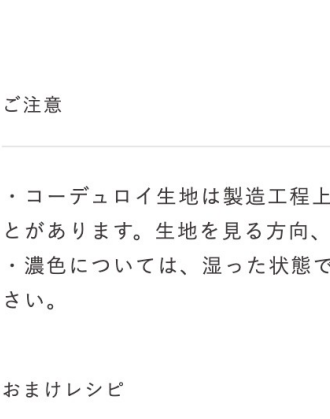 ご注意
・コーデュロイ生地は製造工程上
とがあります。生地を見る方向、
・濃色については、湿った状態で
さい。
おまけレシピ